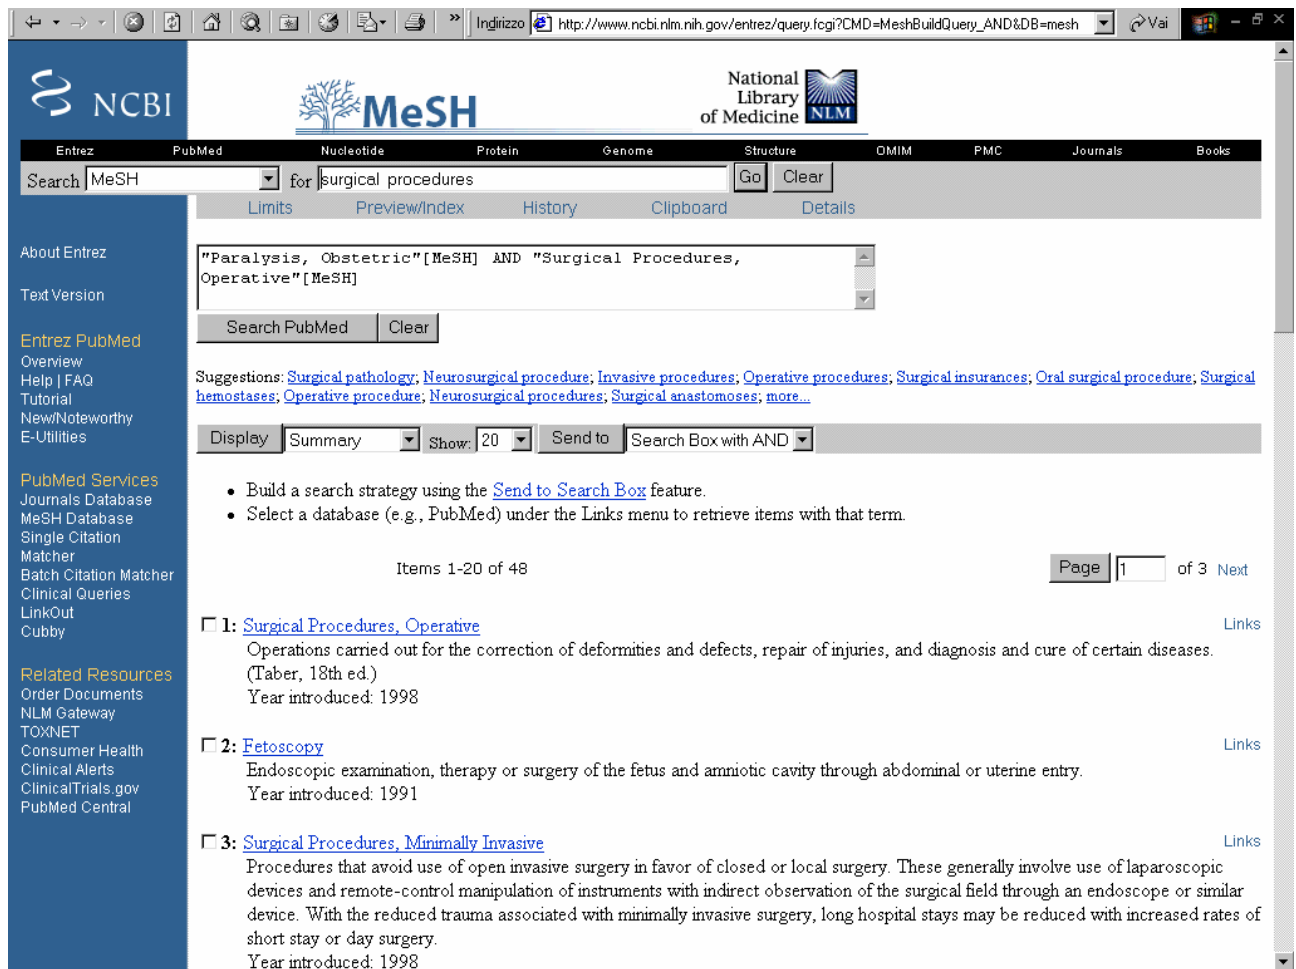 » Indirizzo http://www.ncbi.nlm.nih.gov/entrez/query.fcgi?CMD=MeshBuildQuery_AND&DB=mesh Vai
NCBI
MeSH
National
Library
of Medicine NLM
Entrez PubMed Nucleotide Protein Genome Structure OMIM PMC Journals Books
Search MeSH for surgical procedures Go Clear
Limits Preview/Index History Clipboard Details
About Entrez
Text Version
Entrez PubMed
Overview
Help | FAQ
Tutorial
New/Noteworthy
E-Utilities
PubMed Services
Journals Database
MeSH Database
Single Citation
Matcher
Batch Citation Matcher
Clinical Queries
LinkOut
Cubby
Related Resources
Order Documents
NLM Gateway
TOXNET
Consumer Health
Clinical Alerts
ClinicalTrials.gov
PubMed Central
"Paralysis, Obstetric"[MeSH] AND "Surgical Procedures,
Operative"[MeSH]
Search PubMed Clear
Suggestions: Surgical pathology; Neurosurgical procedure; Invasive procedures; Operative procedures; Surgical insurances; Oral surgical procedure; Surgical
hemostases; Operative procedure; Neurosurgical procedures; Surgical anastomoses; more...
Display Summary Show: 20 Send to Search Box with AND
• Build a search strategy using the Send to Search Box feature.
• Select a database (e.g., PubMed) under the Links menu to retrieve items with that term.
Items 1-20 of 48 Page 1 of 3 Next
1: Surgical Procedures, Operative Links
Operations carried out for the correction of deformities and defects, repair of injuries, and diagnosis and cure of certain diseases.
(Taber, 18th ed.)
Year introduced: 1998
2: Fetoscopy Links
Endoscopic examination, therapy or surgery of the fetus and amniotic cavity through abdominal or uterine entry.
Year introduced: 1991
3: Surgical Procedures, Minimally Invasive Links
Procedures that avoid use of open invasive surgery in favor of closed or local surgery. These generally involve use of laparoscopic
devices and remote-control manipulation of instruments with indirect observation of the surgical field through an endoscope or similar
device. With the reduced trauma associated with minimally invasive surgery, long hospital stays may be reduced with increased rates of
short stay or day surgery.
Year introduced: 1998